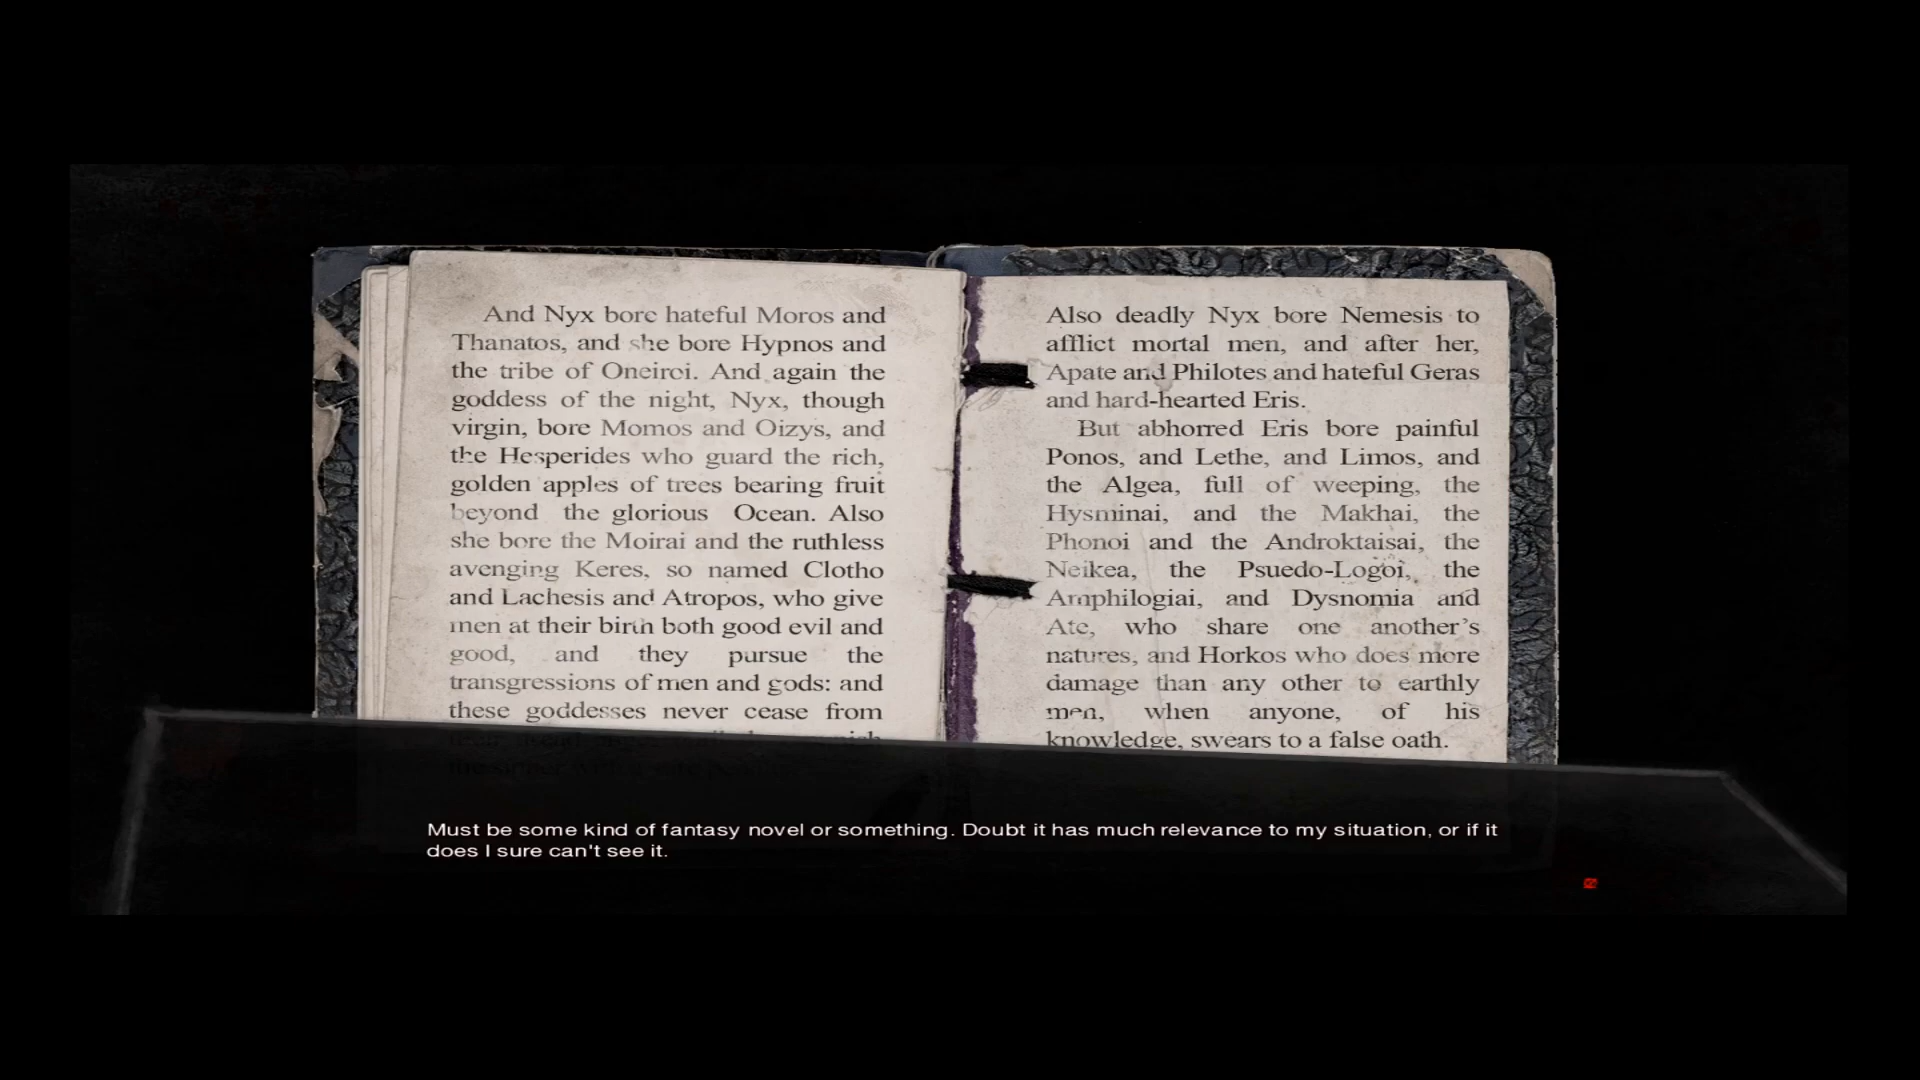 And Nyx bore hateful Moros and
Thanatos, and she bore Hypnos and
the tribe of Oneiroi. And again the
goddess of the night, Nyx, though
virgin, bore Momos and Oizys, and
the Hesperides who guard the rich,
golden apples of trees bearing fruit
beyond the glorious Ocean. Also
she bore the Moirai and the ruthless
avenging Keres, so named Clotho
and Lachesis and Atropos, who give
men at their birth both good evil and
good, and they pursue the
transgressions of men and gods: and
these goddesses never cease from
Also deadly Nyx bore Nemesis to
afflict mortal men, and after her,
Apate and Philotes and hateful Geras
and hard-hearted Eris.
But abhorred Eris bore painful
Ponos, and Lethe, and Limos, and
the Algea, full of weeping, the
Hysminai, and the Makhai, the
Phonoi and the Androktaisai, the
Neikea, the Psuedo-Logoi, the
Amphilogiai, and Dysnomia and
Ate, who share one another's
natures, and Horkos who does more
damage than any other to earthly
men, when anyone, of his
knowledge, swears to a false oath.
Must be some kind of fantasy novel or something. Doubt it has much relevance to my situation, or if it
does I sure can't see it.